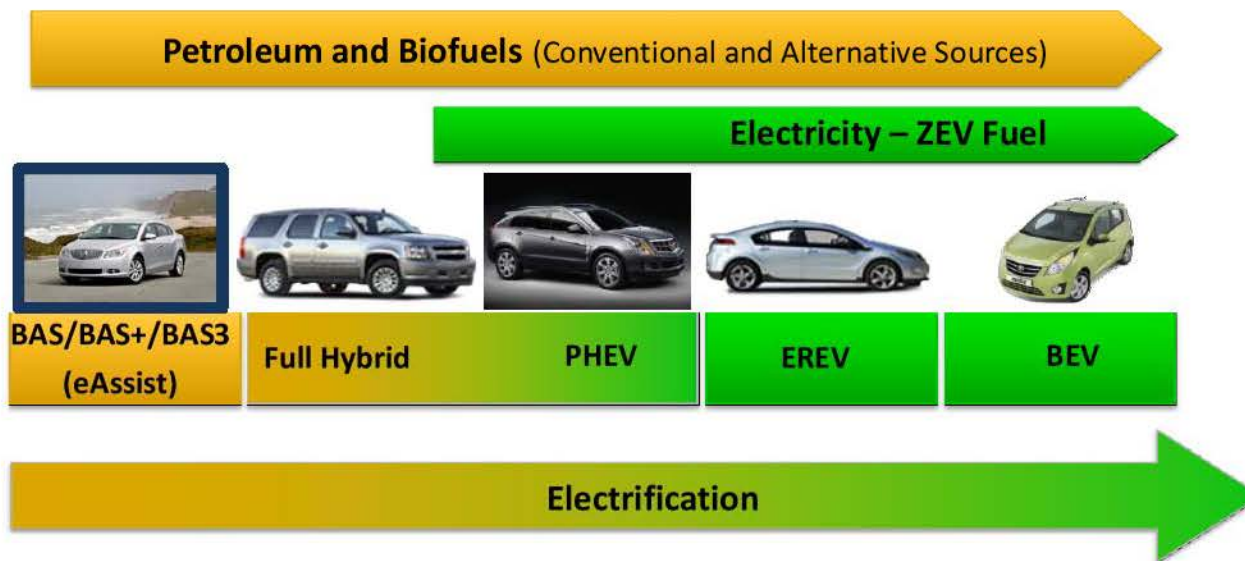 Petroleum and Biofuels (Conventional and Alternative Sources)
Electricity – ZEV Fuel
BAS/BAS+/BAS3
(eAssist)
Full Hybrid
PHEV
EREV
BEV
Electrification